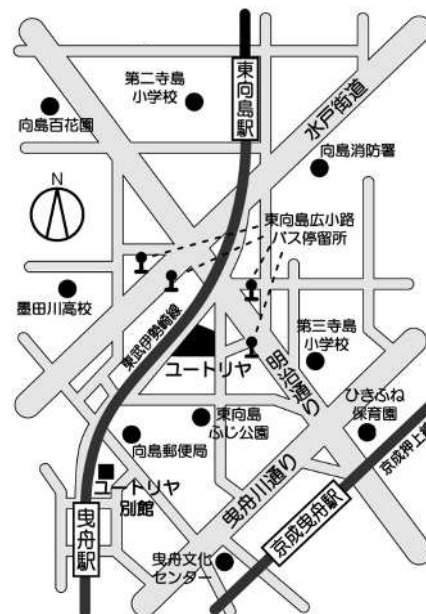 第二寺島
小学校
向島百花園
東向島駅
水戸街道
向島消防署
N
東向島広小路
バス停留所
墨田川高校
東武伊勢崎線
ユートリヤ
明治通り
第三寺島
小学校
ひきふね
保育園
東向島
ふじ公園
向島郵便局
京成押上線
ユートリヤ
別館
曳舟川通り
京成曳舟駅
曳舟駅
曳舟文化
センター